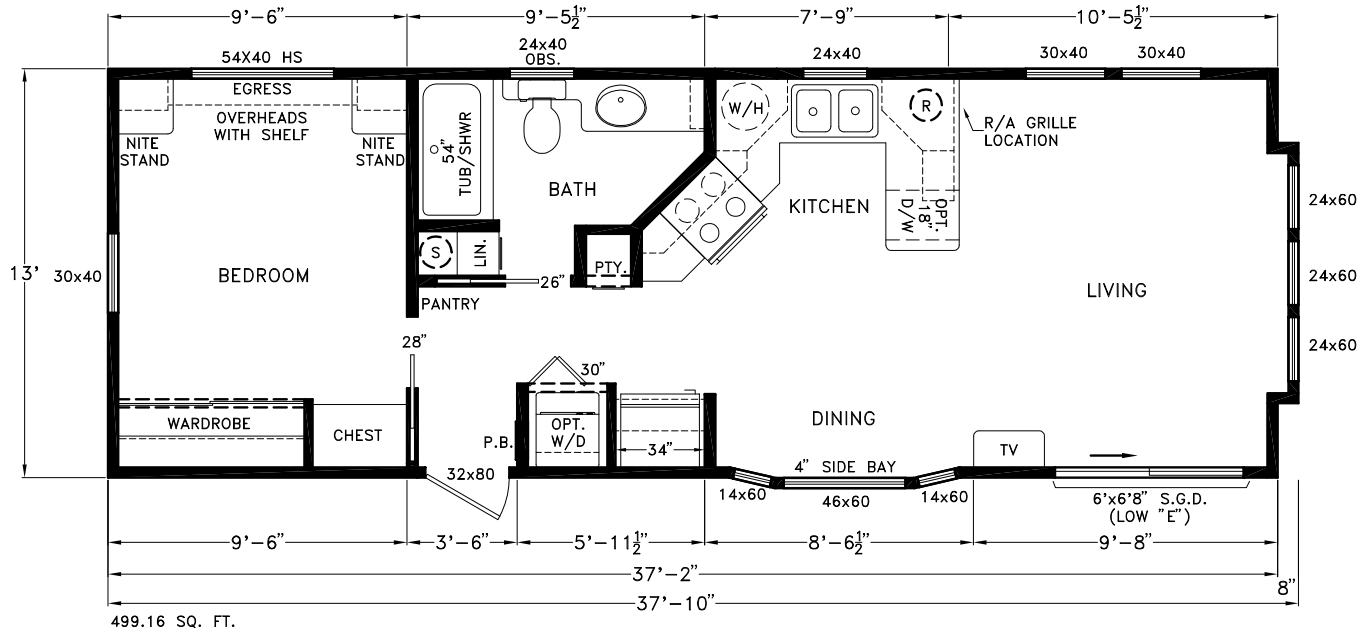 9'-6" 9'-5½" 7'-9" 10'-5½"
54X40 HS
24x40
OBS.
24x40
30x40
30x40
EGRESS
OVERHEADS
WITH SHELF
NITE
STAND
NITE
STAND
54"
TUB/SHWR
BATH
W/H
R
R/A GRILLE
LOCATION
KITCHEN
OPT.
18"
D/W
24x60
24x60
24x60
13'
30x40
BEDROOM
S
LIN.
PTY.
26"
PANTRY
LIVING
28"
30"
WARDROBE
CHEST
P.B.
OPT.
W/D
34"
DINING
TV
32x80
4" SIDE BAY
14x60
46x60
14x60
6'x6'8" S.G.D.
(LOW "E")
9'-6" 3'-6" 5'-11½" 8'-6½" 9'-8"
37'-2"
8"
37'-10"
499.16 SQ. FT.